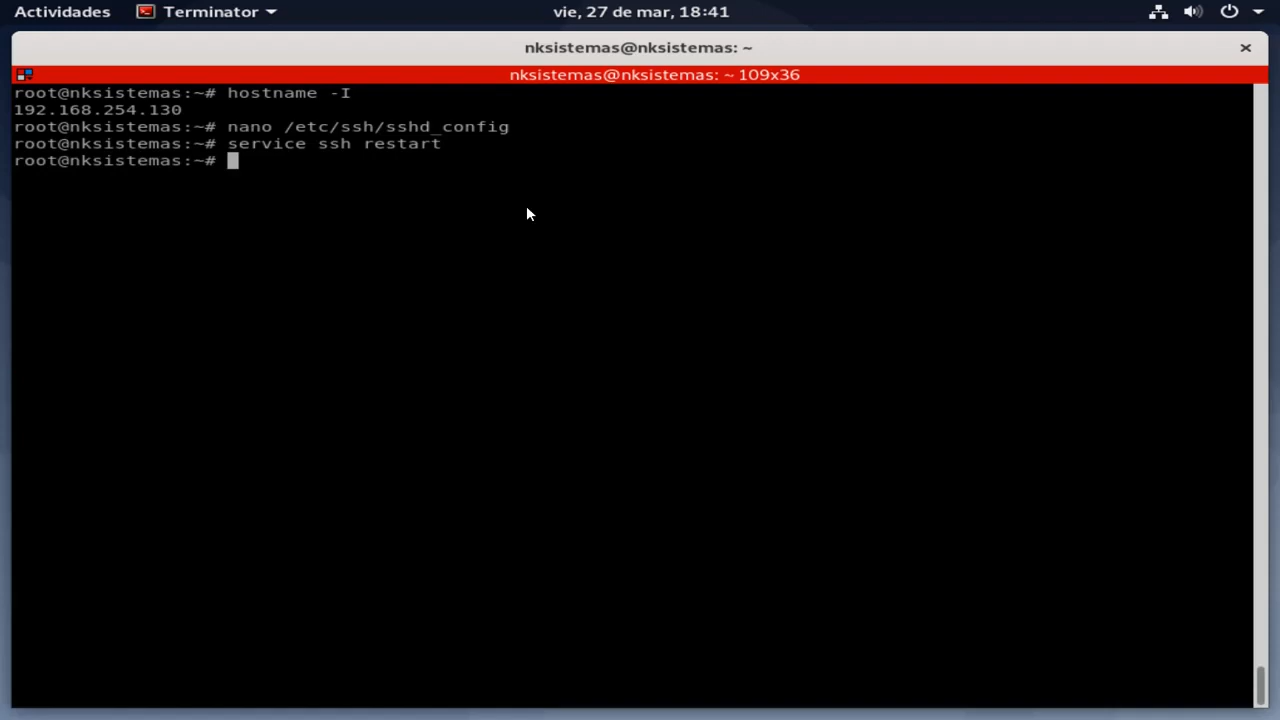 Actividades Terminator vie, 27 de mar, 18:41
nksistemas@nksistemas: ~
nksistemas@nksistemas: ~ 109x36
root@nksistemas:~# hostname -I
192.168.254.130
root@nksistemas:~# nano /etc/ssh/sshd_config
root@nksistemas:~# service ssh restart
root@nksistemas:~#